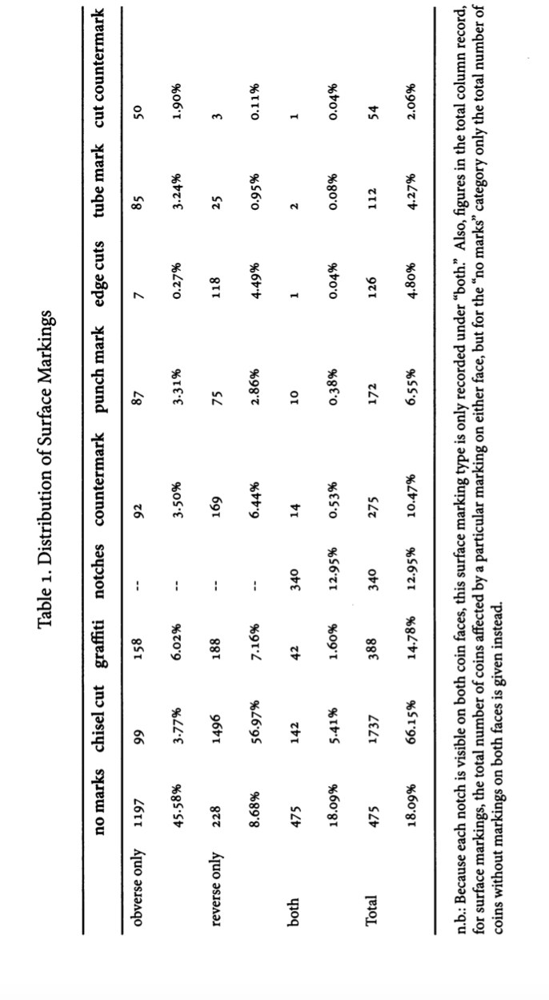 Table 1. Distribution of Surface Markings
no marks chisel cut graffiti notches countermark punch mark edge cuts tube mark cut countermark
obverse only 1197 99 158 -- 92 87 7 85 50
45.58% 3.77% 6.02% -- 3.50% 3.31% 0.27% 3.24% 1.90%
reverse only 228 1496 188 -- 169 75 118 25 3
8.68% 56.97% 7.16% -- 6.44% 2.86% 4.49% 0.95% 0.11%
both 475 142 42 340 14 10 1 2 1
18.09% 5.41% 1.60% 12.95% 0.53% 0.38% 0.04% 0.08% 0.04%
Total 475 1737 388 340 275 172 126 112 54
18.09% 66.15% 14.78% 12.95% 10.47% 6.55% 4.80% 4.27% 2.06%
n.b.: Because each notch is visible on both coin faces, this surface marking type is only recorded under “both.” Also, figures in the total column record,
for surface markings, the total number of coins affected by a particular marking on either face, but for the “no marks” category only the total number of
coins without markings on both faces is given instead.